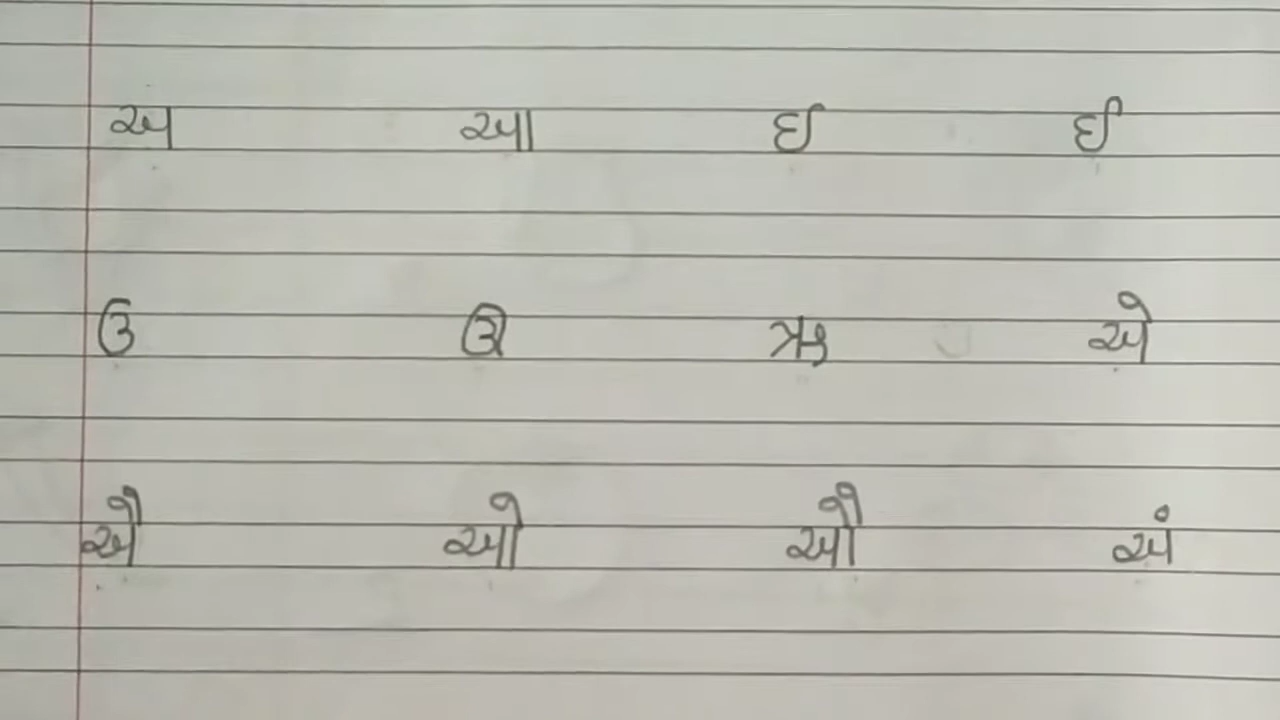 અ આ ઇ ઈ
ઉ ઊ ઋ એ
ઐ ઓ ઔ અં